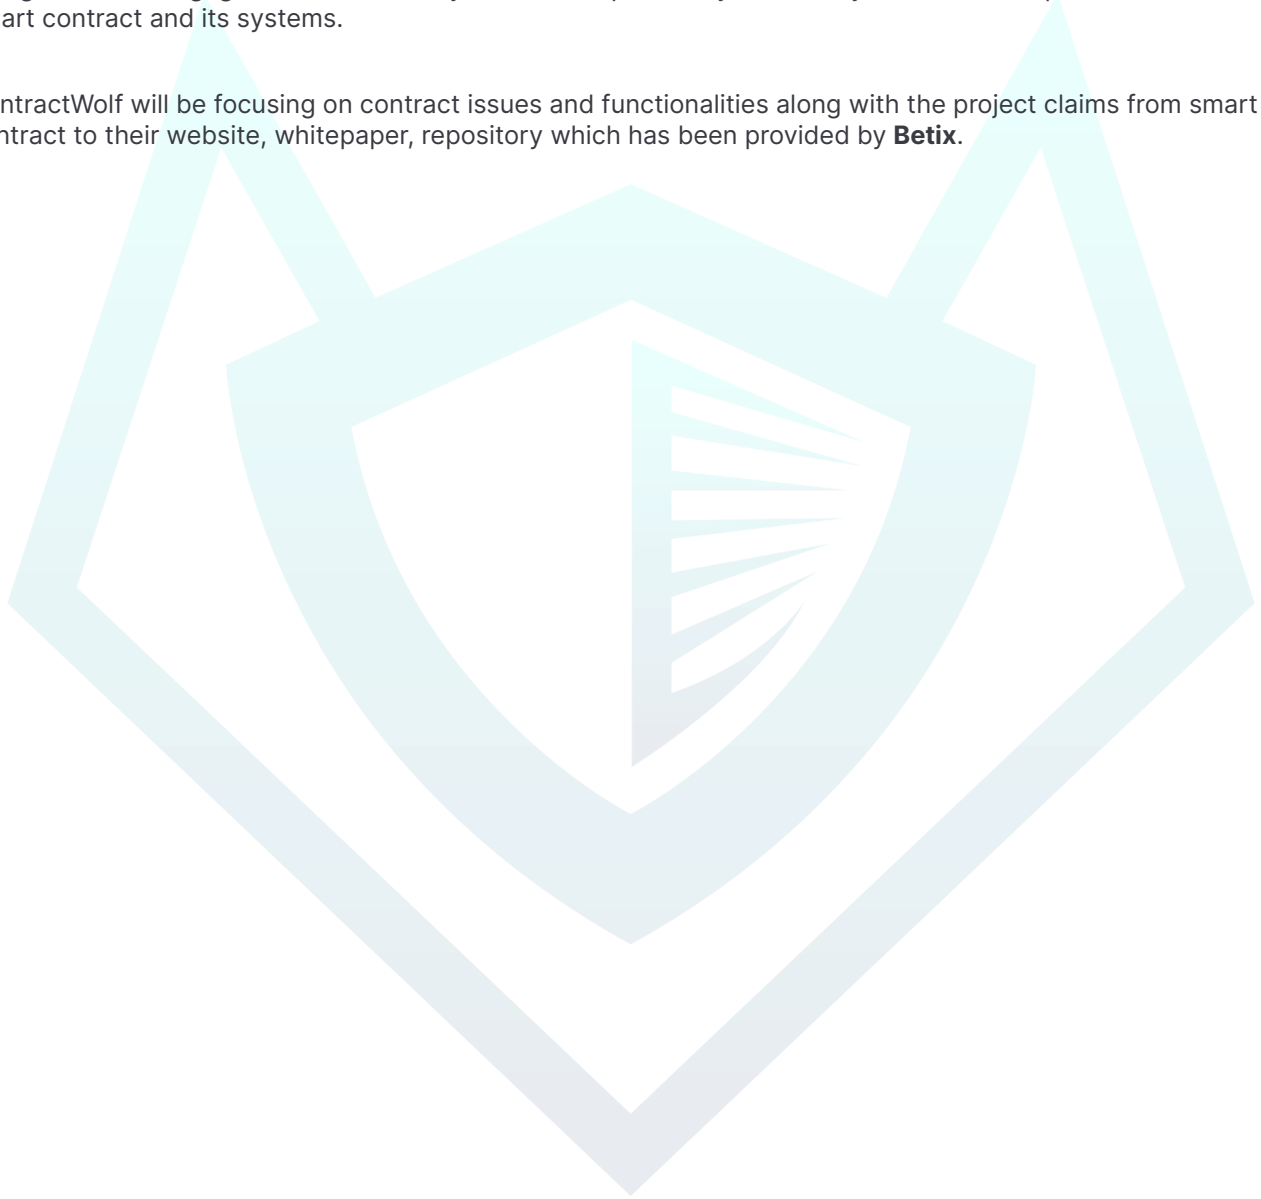 art contract and its systems.
ntractWolf will be focusing on contract issues and functionalities along with the project claims from smart
ntract to their website, whitepaper, repository which has been provided by Betix.